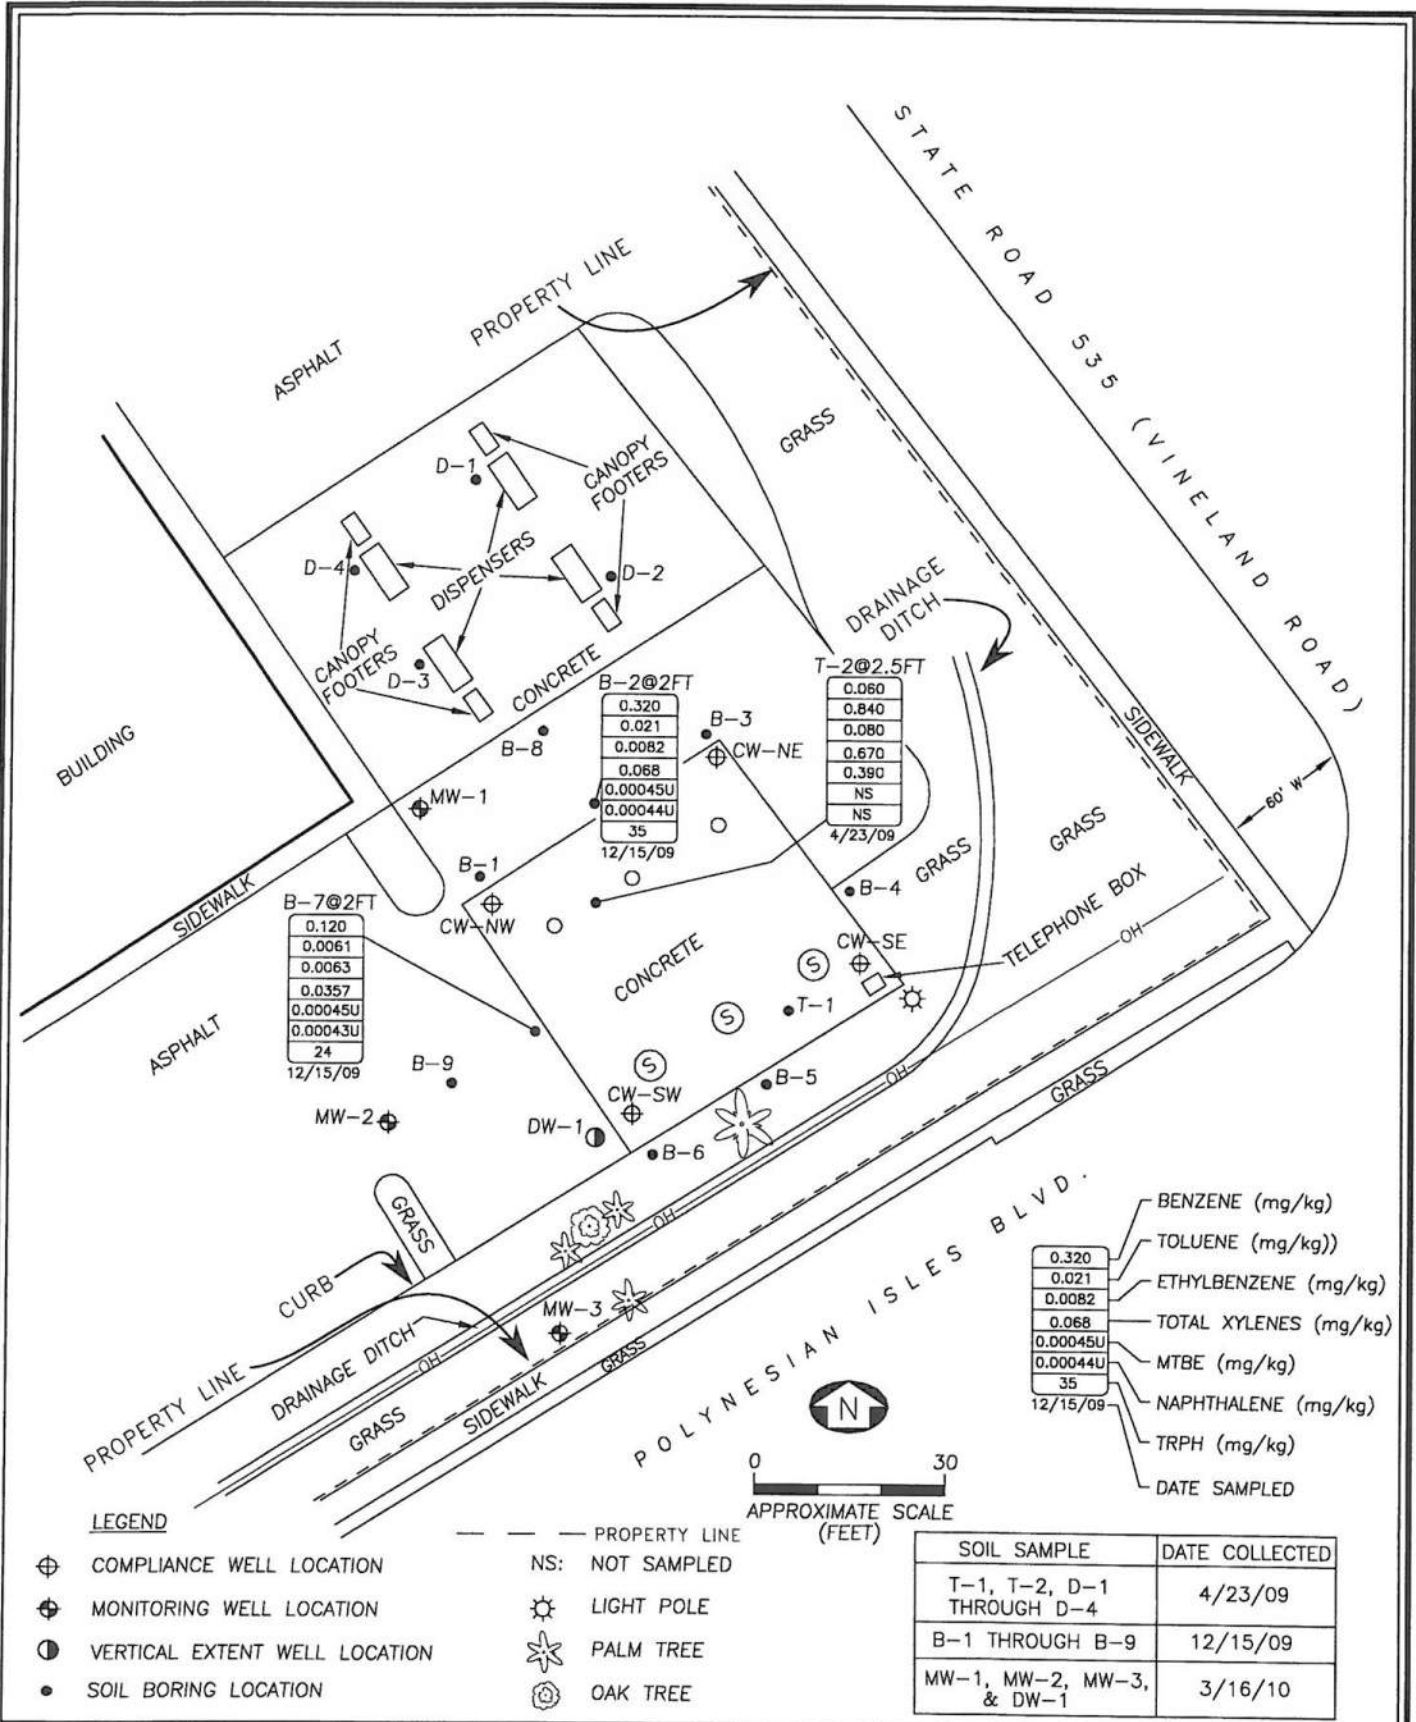 STATE ROAD 535 (VINELAND ROAD)
PROPERTY LINE
ASPHALT
GRASS
D-1
CANOPY
FOOTERS
D-4
DISPENSERS
D-2
DRAINAGE
DITCH
CANOPY
FOOTERS
D-3
CONCRETE
B-2@2FT
0.320
0.021
0.0082
0.068
0.00045U
0.00044U
35
12/15/09
T-2@2.5FT
0.060
0.840
0.080
0.670
0.390
NS
NS
4/23/09
B-3
CW-NE
B-8
BUILDING
SIDEWALK
60' W
MW-1
B-1
CW-NW
GRASS
GRASS
B-4
SIDEWALK
B-7@2FT
0.120
0.0061
0.0063
0.0357
0.00045U
0.00043U
24
12/15/09
CONCRETE
CW-SE
S
TELEPHONE BOX
OH
T-1
S
ASPHALT
B-9
S
CW-SW
B-5
OH
GRASS
MW-2
DW-1
B-6
GRASS
OH
CURB
MW-3
PROPERTY LINE
DRAINAGE DITCH
OH
GRASS
SIDEWALK
GRASS
POLYNESIAN ISLES BLVD.
0.320
0.021
0.0082
0.068
0.00045U
0.00044U
35
12/15/09
BENZENE (mg/kg)
TOLUENE (mg/kg))
ETHYLBENZENE (mg/kg)
TOTAL XYLENES (mg/kg)
MTBE (mg/kg)
NAPHTHALENE (mg/kg)
TRPH (mg/kg)
DATE SAMPLED
N
0 30
APPROXIMATE SCALE
(FEET)
LEGEND
COMPLIANCE WELL LOCATION
MONITORING WELL LOCATION
VERTICAL EXTENT WELL LOCATION
SOIL BORING LOCATION
PROPERTY LINE
NS: NOT SAMPLED
LIGHT POLE
PALM TREE
OAK TREE
SOIL SAMPLE DATE COLLECTED
T-1, T-2, D-1
THROUGH D-4 4/23/09
B-1 THROUGH B-9 12/15/09
MW-1, MW-2, MW-3,
& DW-1 3/16/10